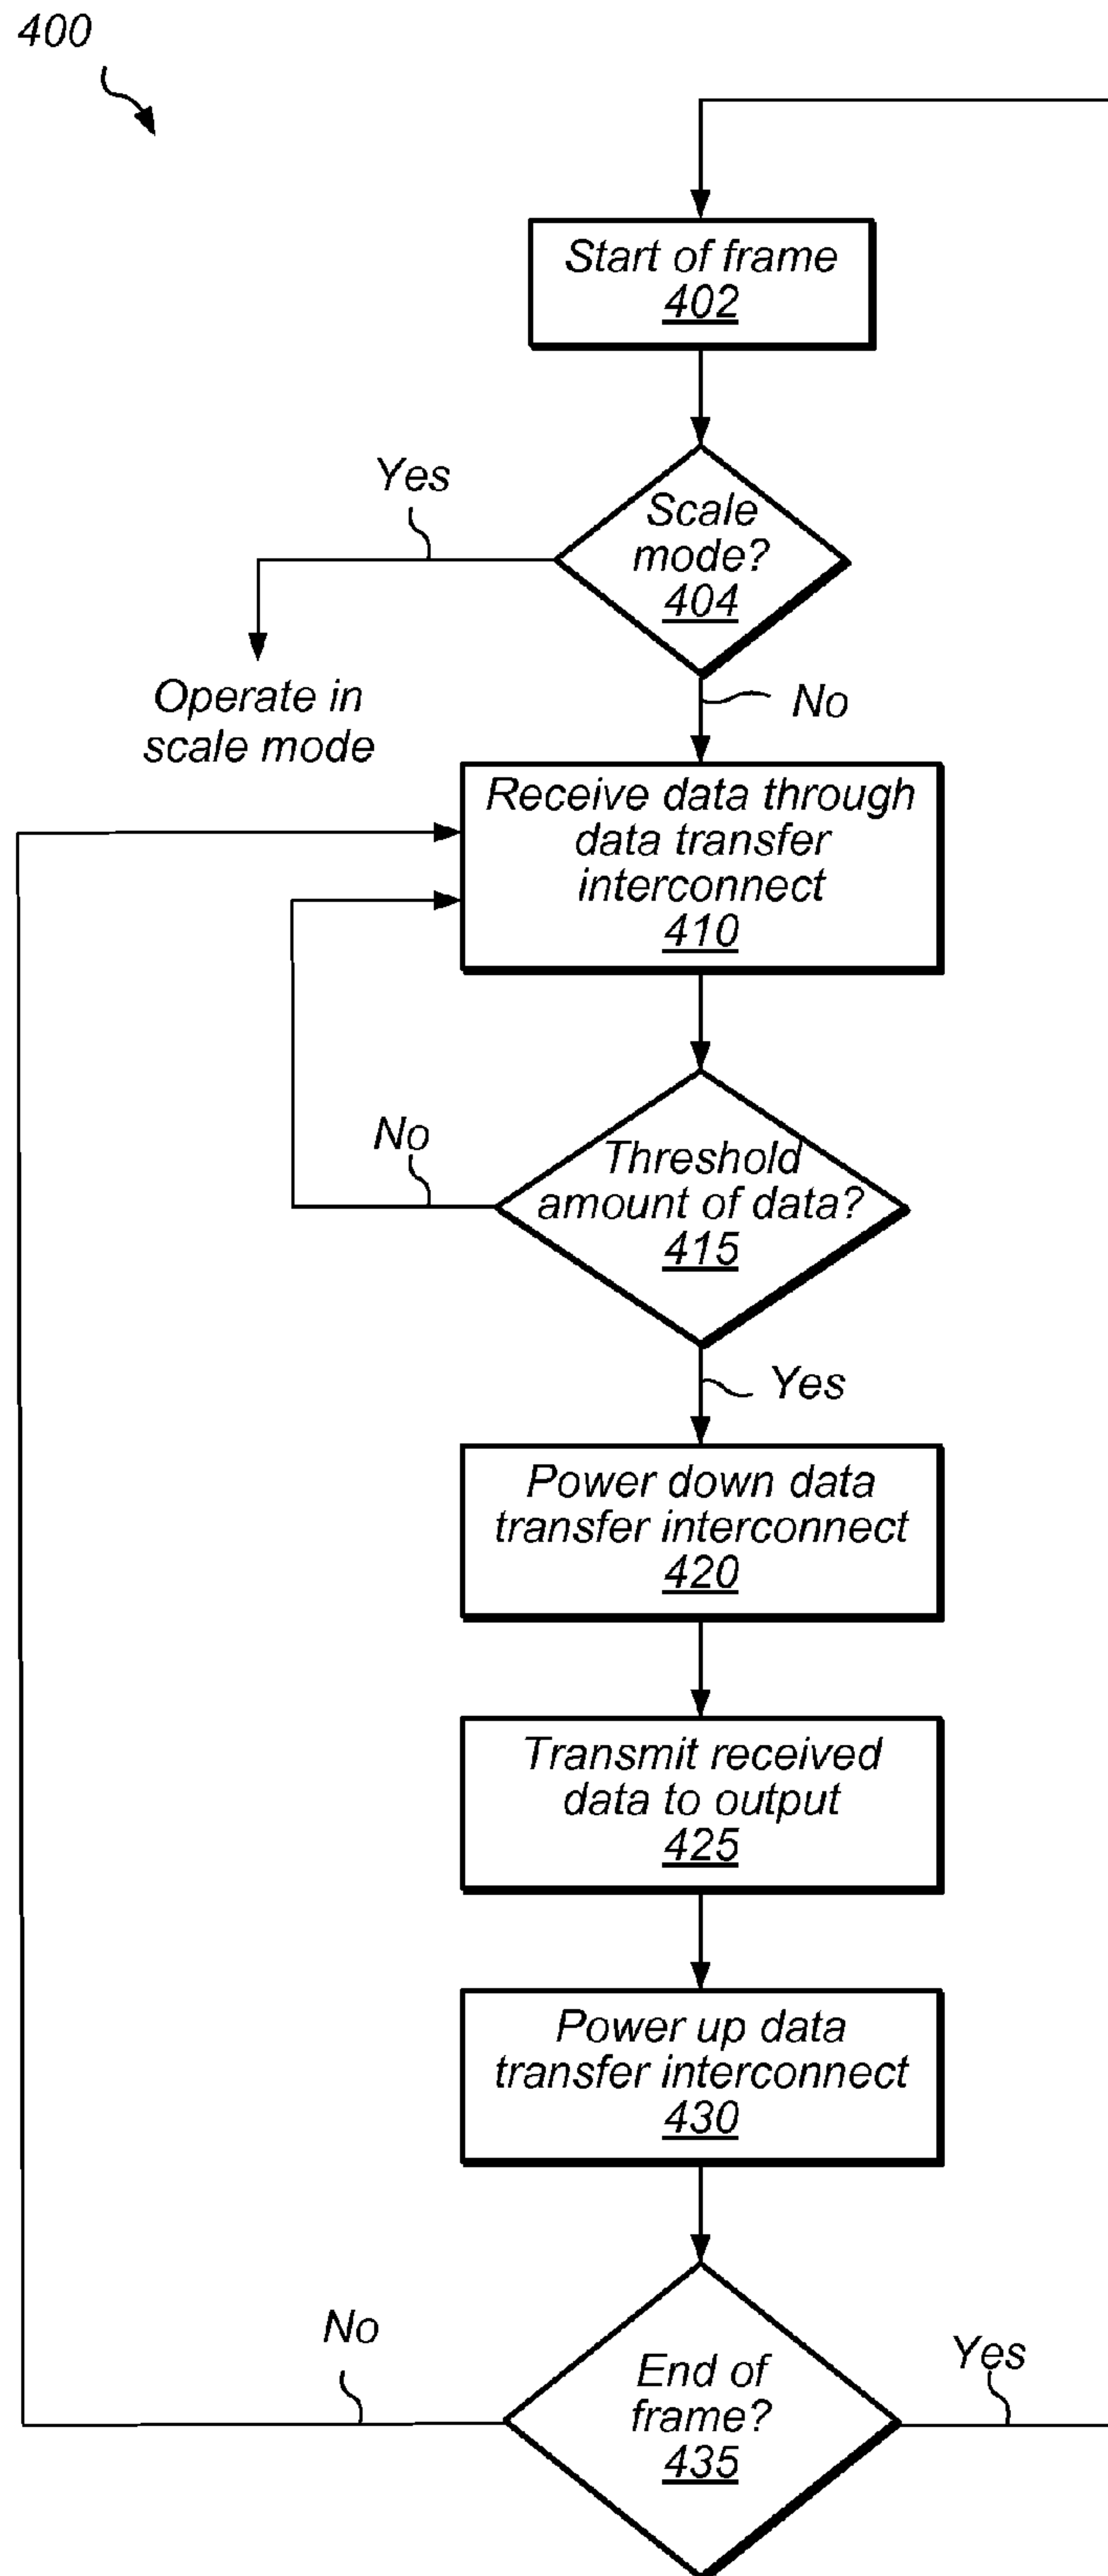 400
Start of frame
402
Yes
Scale
mode?
404
No
Operate in
scale mode
Receive data through
data transfer
interconnect
410
No
Threshold
amount of data?
415
Yes
Power down data
transfer interconnect
420
Transmit received
data to output
425
Power up data
transfer interconnect
430
No
End of
frame?
435
Yes